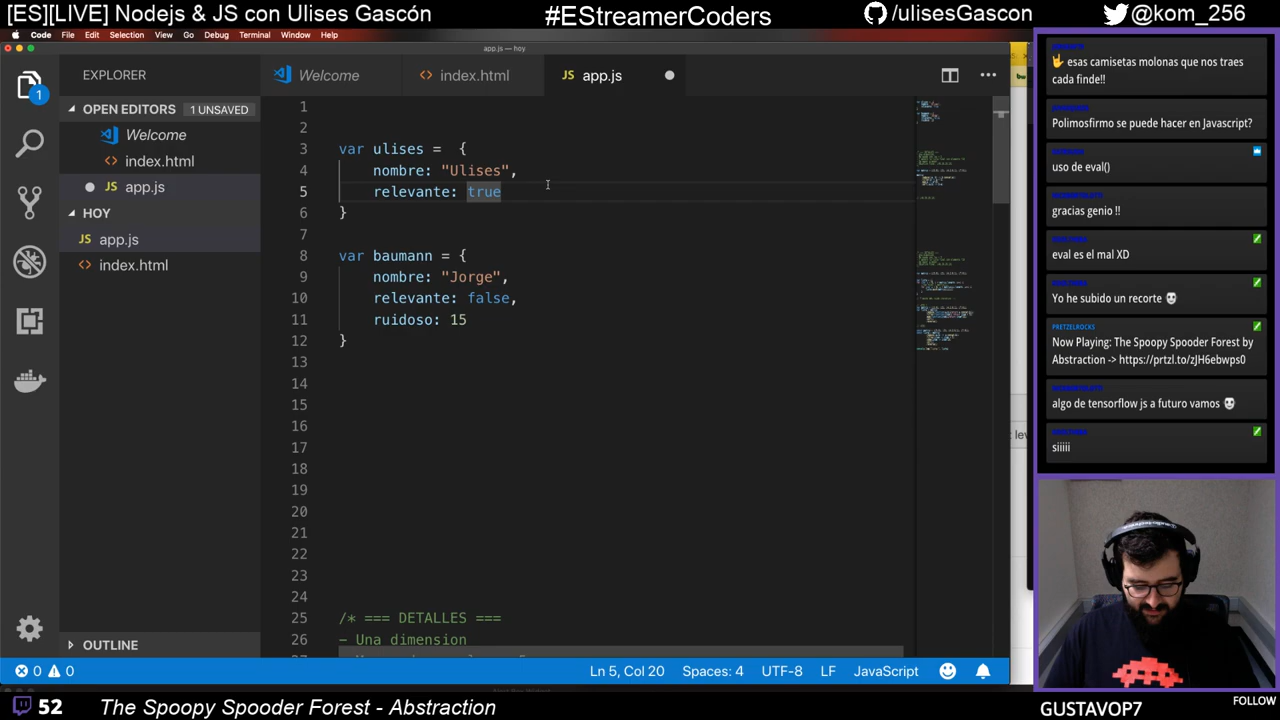 [ES][LIVE] Nodejs & JS con Ulises Gascón
#EStreamerCoders
/ulisesGascon
@kom_256
Code File Edit Selection View Go Debug Terminal Window Help
app.js — hoy
EXPLORER
Welcome
index.html
JS app.js
OPEN EDITORS 1 UNSAVED
Welcome
index.html
app.js
HOY
JS app.js
index.html
OUTLINE
1
1
2
3 var ulises = {
4 nombre: "Ulises",
5 relevante: true
6 }
7
8 var baumann = {
9 nombre: "Jorge",
10 relevante: false,
11 ruidoso: 15
12 }
13
14
15
16
17
18
19
20
21
22
23
24
25 /* === DETALLES ===
26 - Una dimension
0 0
Ln 5, Col 20 Spaces: 4 UTF-8 LF JavaScript
esas camisetas molonas que nos traes
cada finde!!
Polimosfirmo se puede hacer en Javascript?
uso de eval()
gracias genio !!
eval es el mal XD
Yo he subido un recorte
PRETZELROCKS
Now Playing: The Spoopy Spooder Forest by
Abstraction -> https://prtzl.to/zJH6ebwps0
algo de tensorflow js a futuro vamos
siiiii
52 The Spoopy Spooder Forest - Abstraction
GUSTAVOP7
FOLLOW